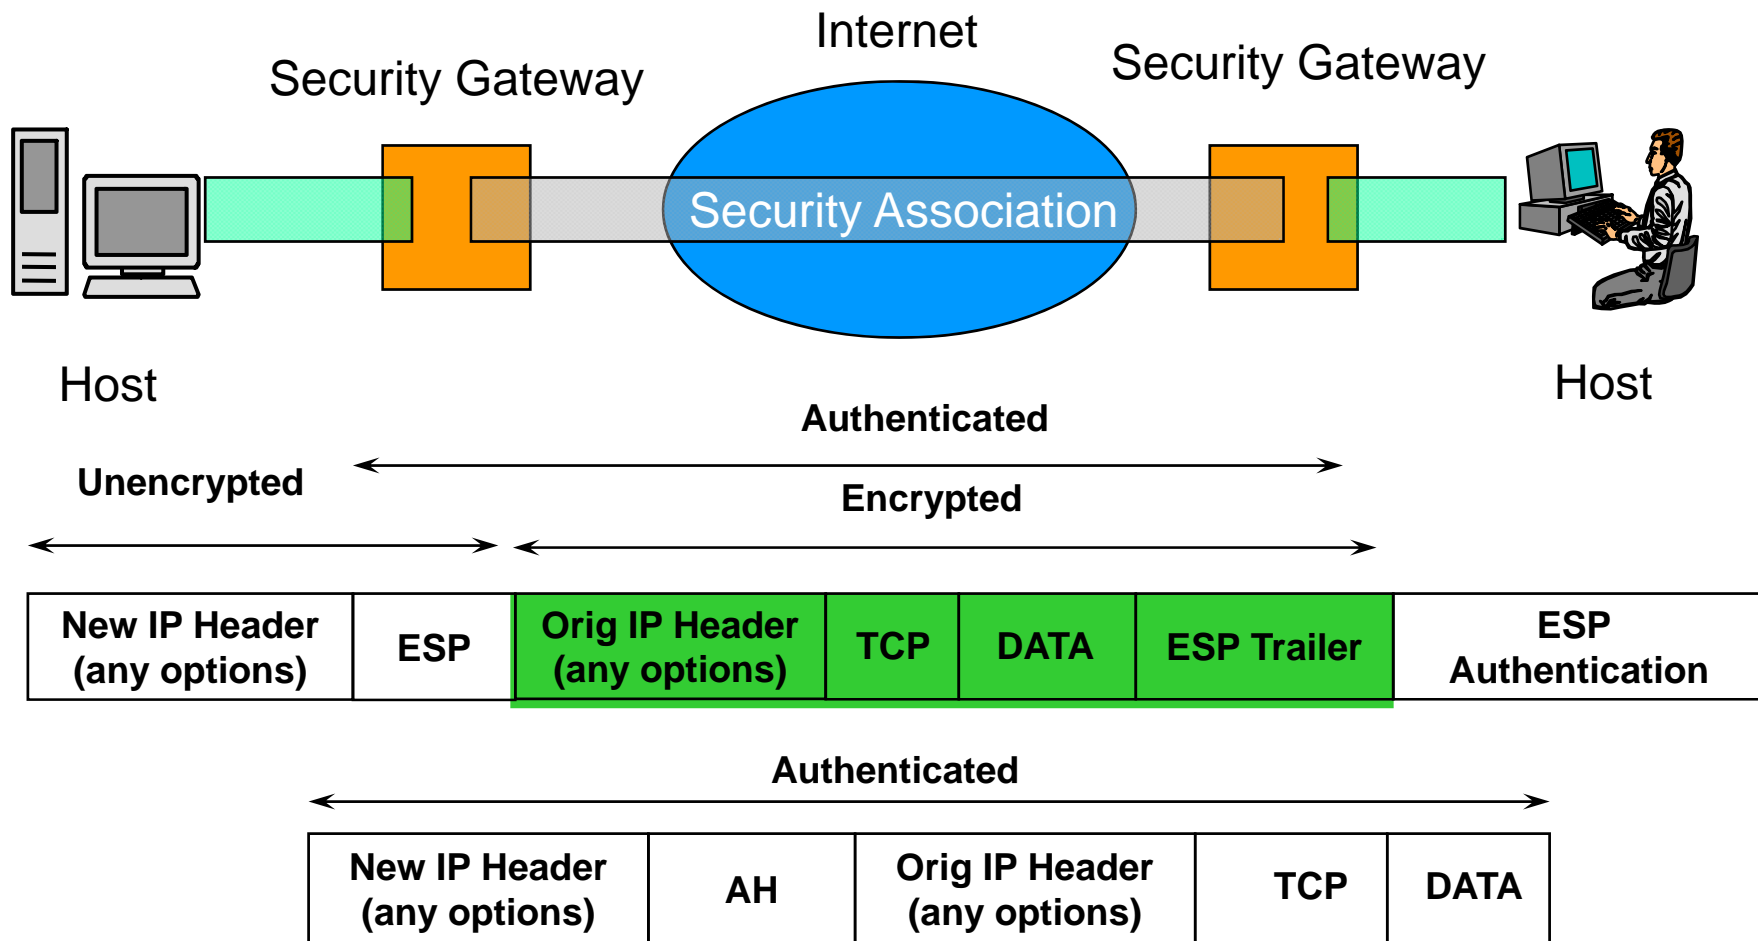 Internet
Security Gateway
Security Gateway
Security Association
Host
Host
Authenticated
Unencrypted
Encrypted
New IP Header
(any options)
ESP
Orig IP Header
(any options)
TCP
DATA
ESP Trailer
ESP
Authentication
Authenticated
New IP Header
(any options)
AH
Orig IP Header
(any options)
TCP
DATA